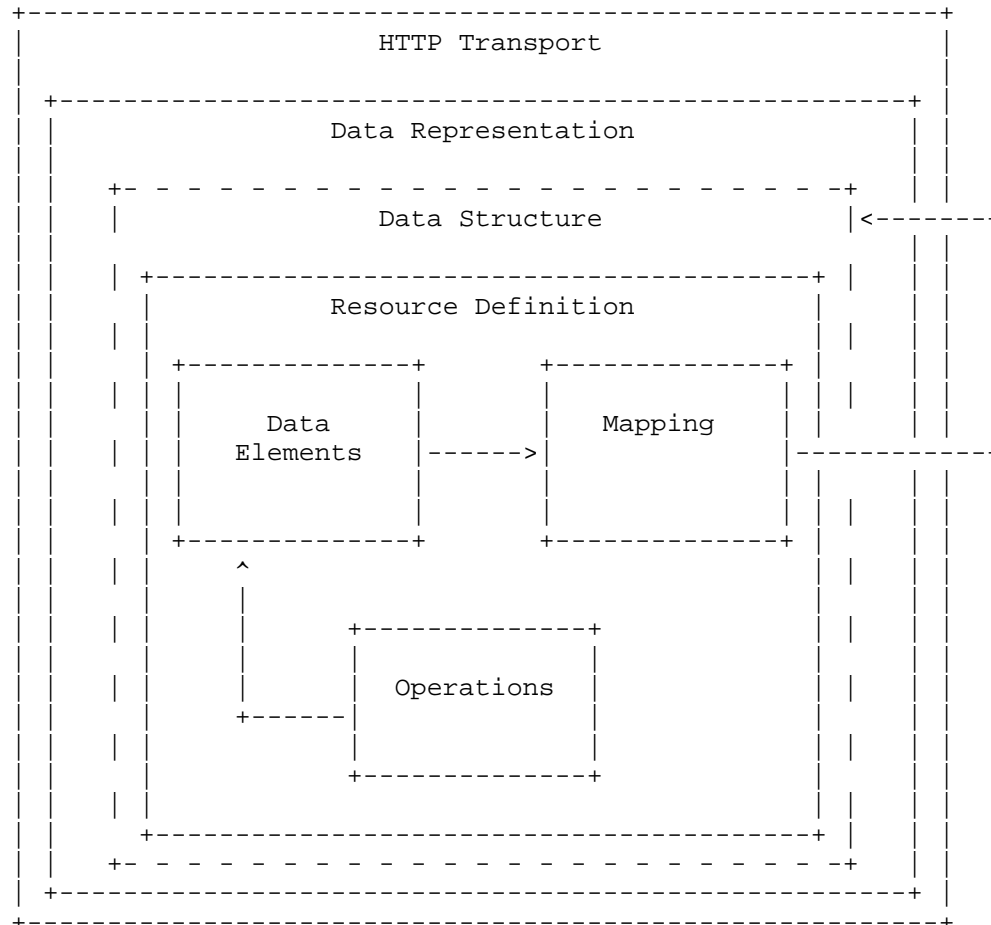 HTTP Transport
Data Representation
Data Structure
Resource Definition
Data Elements
Mapping
Operations